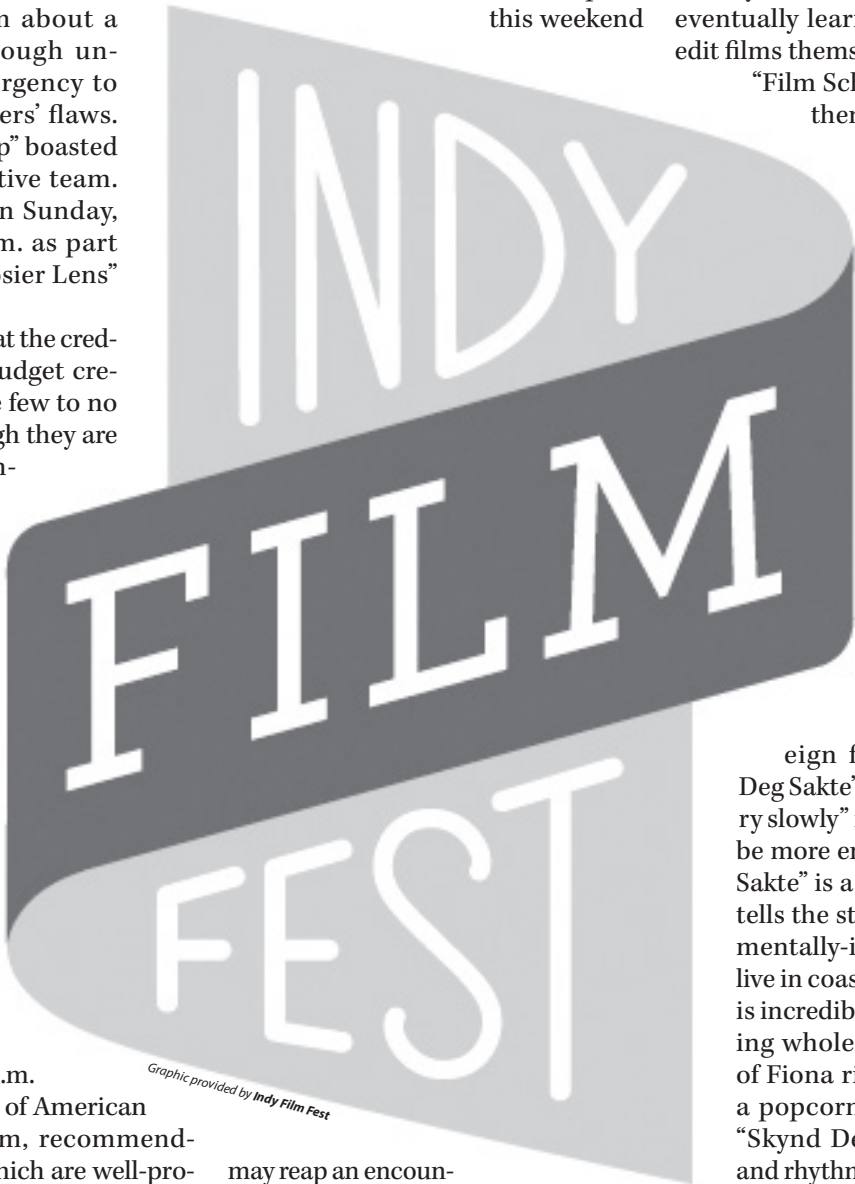 n about a
ough un-
rgency to
ers’ flaws.
p” boasted
tive team.
n Sunday,
m. as part
sier Lens”
at the cred-
udget cre-
e few to no
gh they are
n-
.m.
of American
m, recommend-
hich are well-pro-
this weekend
INDY
FILM
FEST
Graphic provided by Indy Film Fest
may reap an encoun-
eventually lear
edit films thems
“Film Sc
ther
eign f
Deg Sakte”
ry slowly”
be more en
Sakte” is a
tells the st
mentally-i
live in coas
is incredib
ing whole
of Fiona ri
a popcorn
“Skynd De
and rhythm